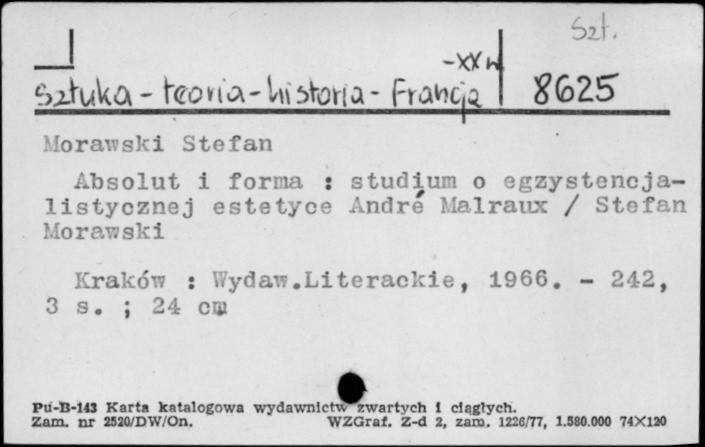 Szt.
-XXw
Sztuka - teoria - historia - Francja 8625
Morawski Stefan
Absolut i forma : studium o egzystencja-
listycznej estetyce André Malraux / Stefan
Morawski
Kraków : Wydaw.Literackie, 1966. - 242,
3 s. ; 24 cm
Pu-B-143 Karta katalogowa wydawnictw zwartych i ciągłych.
Zam. nr 2520/DW/On. WZGraf. Z-d 2, zam. 1226/77, 1.580.000 74X120